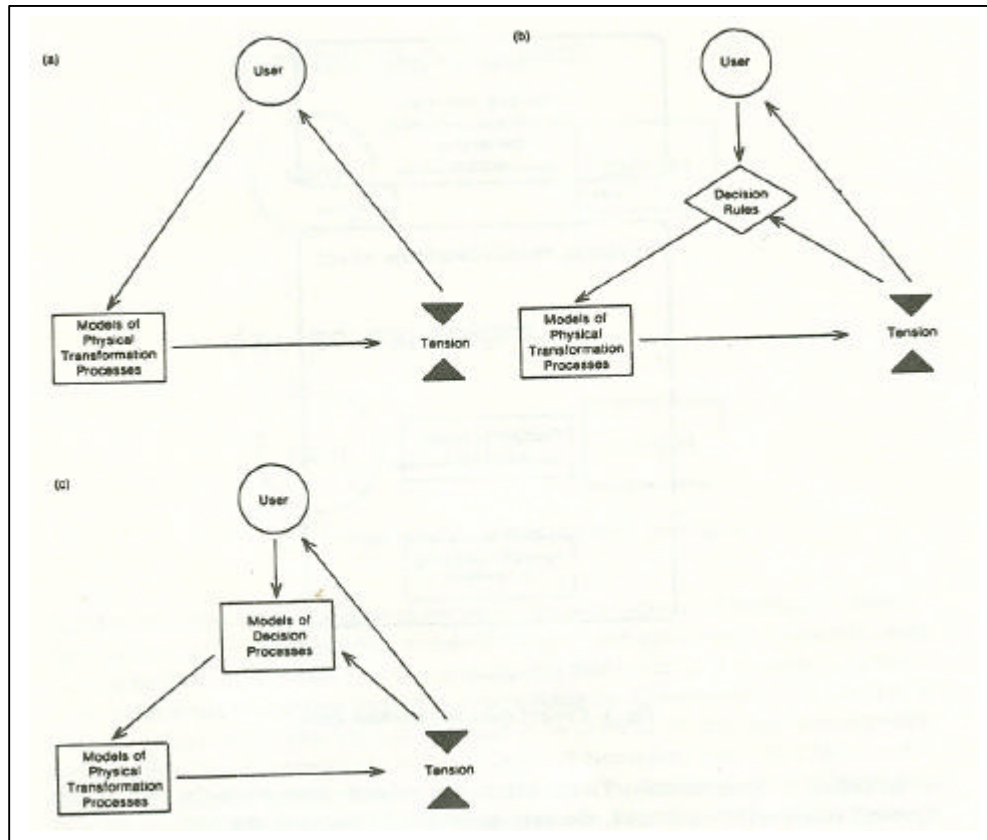 (a)
User
Models of
Physical
Transformation
Processes
Tension
(b)
User
Decision
Rules
Models of
Physical
Transformation
Processes
Tension
(c)
User
Models of
Decision
Processes
Models of
Physical
Transformation
Processes
Tension